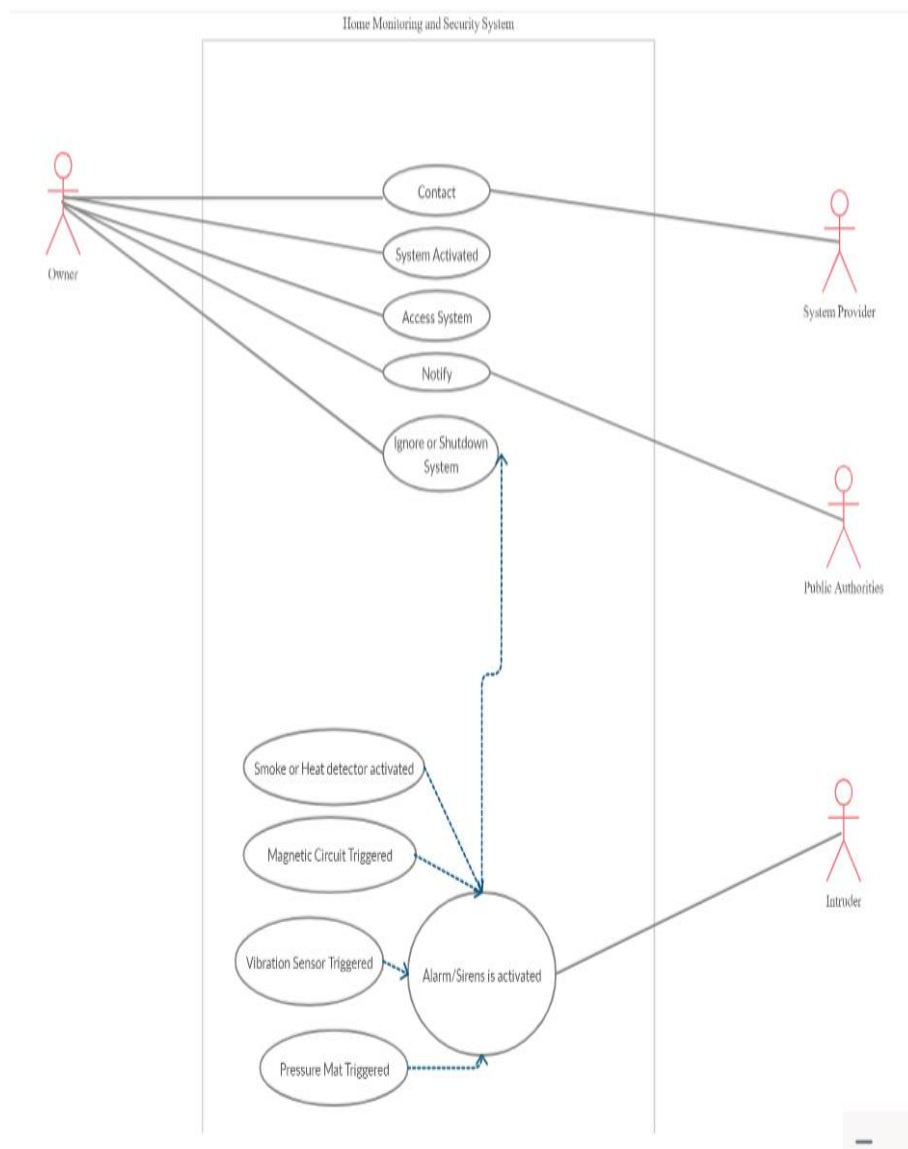 Home Monitoring and Security System
Contact
System Activated
Owner
Access System
System Provider
Notify
Ignore or Shutdown
System
Public Authorities
Smoke or Heat detector activated
Magnetic Circuit Triggered
Intruder
Vibration Sensor Triggered
Alarm/Sirens is activated
Pressure Mat Triggered